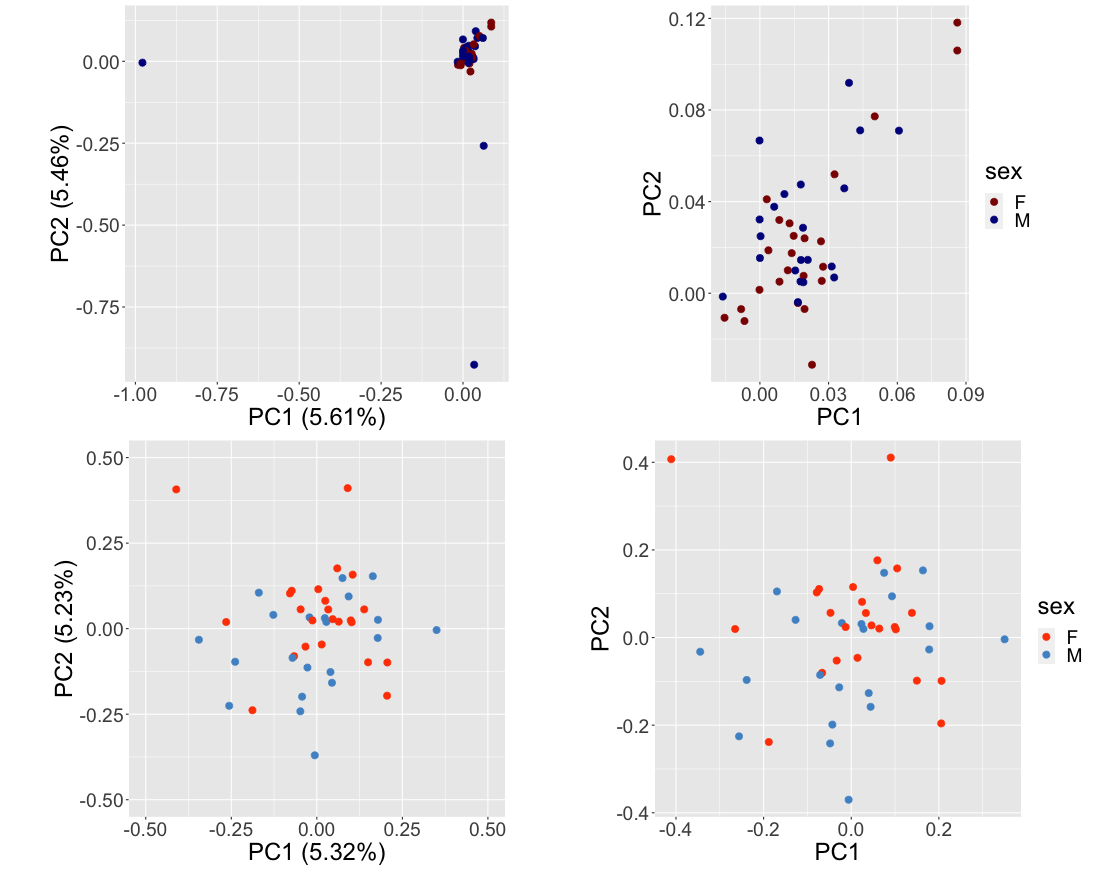 0.00
-0.25
-0.50
-0.75
PC2 (5.46%)
-1.00 -0.75 -0.50 -0.25 0.00
PC1 (5.61%)
0.12
0.08
0.04
0.00
PC2
0.00 0.03 0.06 0.09
PC1
sex
F
M
0.50
0.25
0.00
-0.25
-0.50
PC2 (5.23%)
-0.50 -0.25 0.00 0.25 0.50
PC1 (5.32%)
0.4
0.2
0.0
-0.2
-0.4
PC2
-0.4 -0.2 0.0 0.2
PC1
sex
F
M